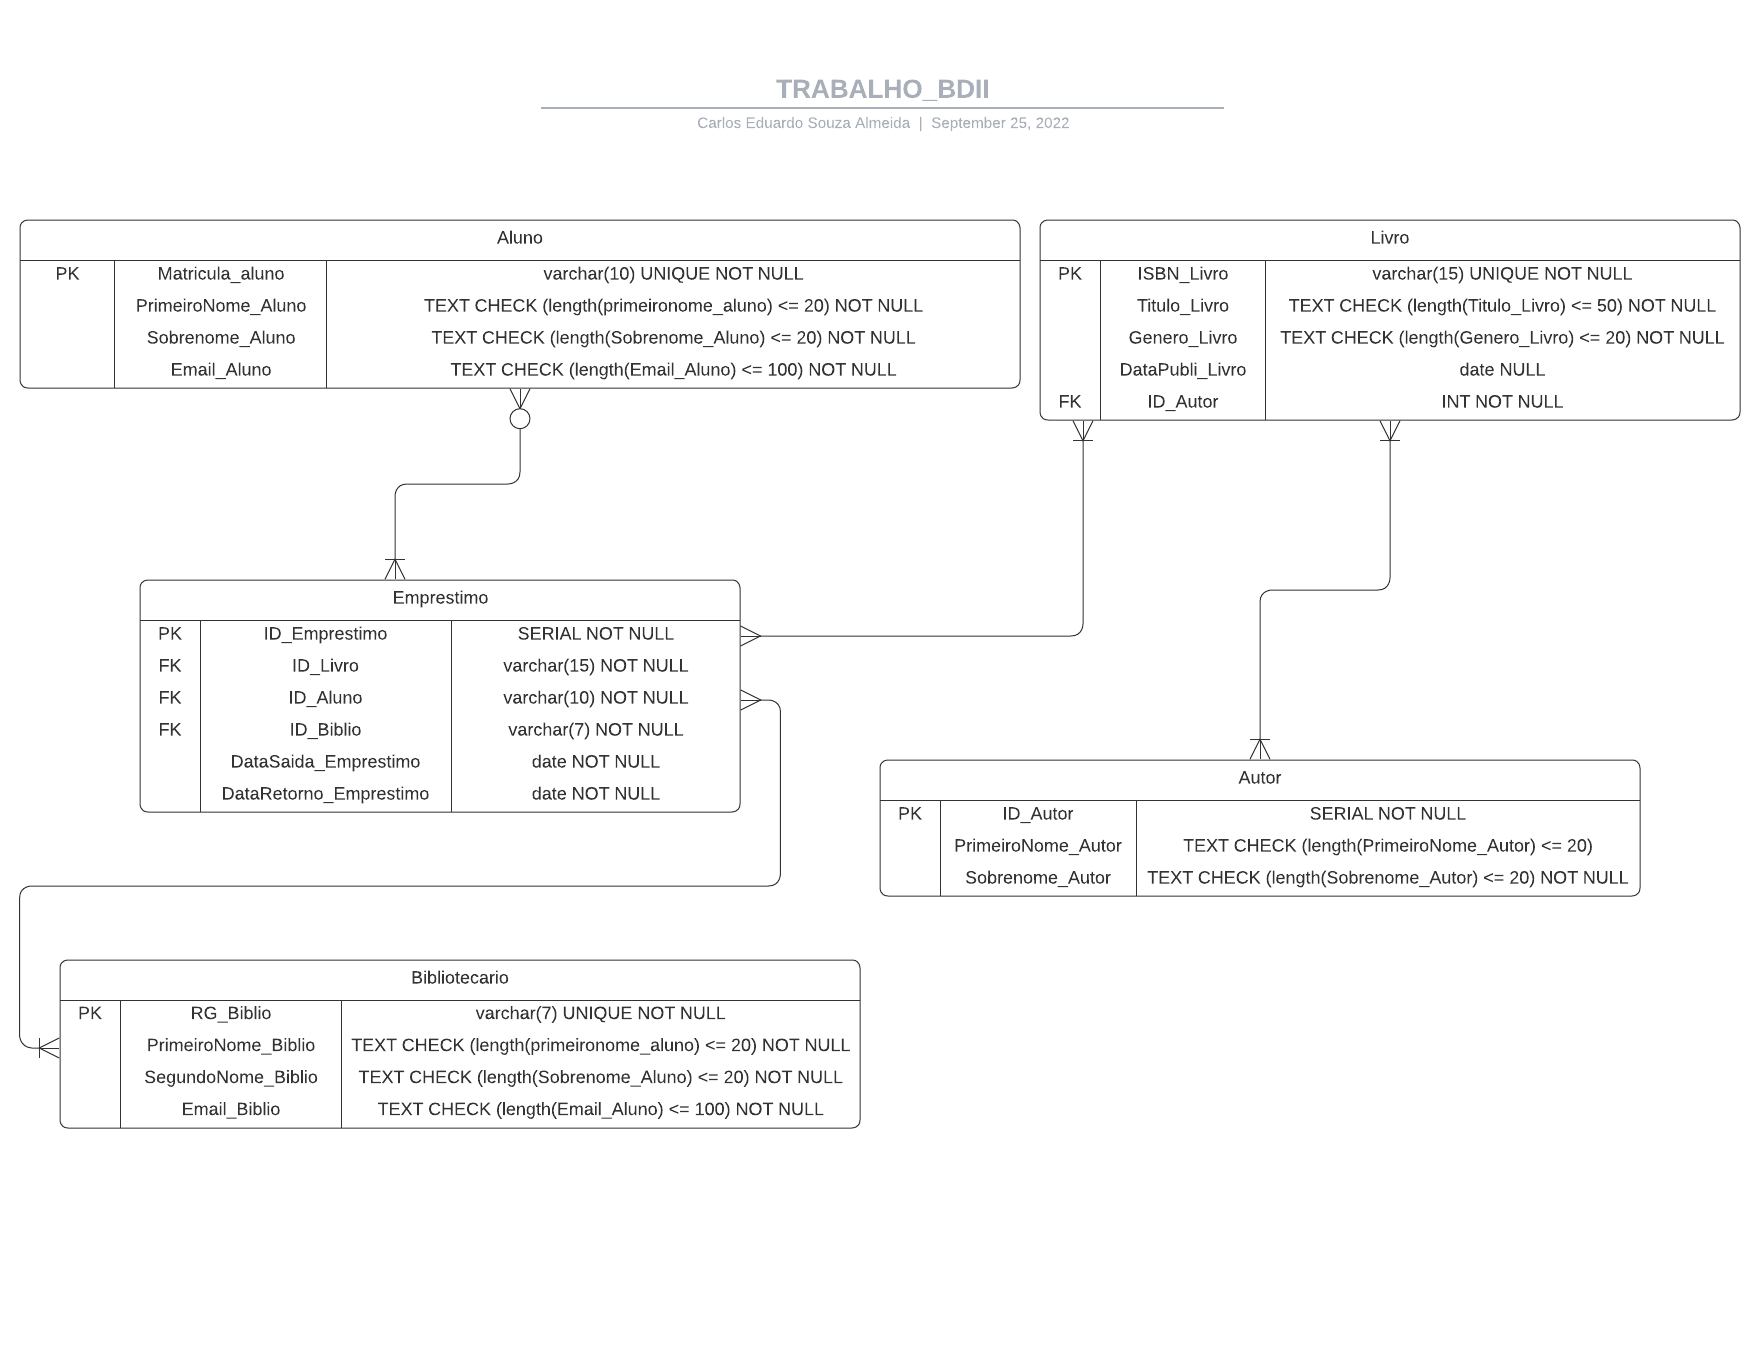 TRABALHO_BDII
Carlos Eduardo Souza Almeida | September 25, 2022
Aluno
PK Matricula_aluno varchar(10) UNIQUE NOT NULL
PrimeiroNome_Aluno TEXT CHECK (length(primeironome_aluno) <= 20) NOT NULL
Sobrenome_Aluno TEXT CHECK (length(Sobrenome_Aluno) <= 20) NOT NULL
Email_Aluno TEXT CHECK (length(Email_Aluno) <= 100) NOT NULL
Livro
PK ISBN_Livro varchar(15) UNIQUE NOT NULL
Titulo_Livro TEXT CHECK (length(Titulo_Livro) <= 50) NOT NULL
Genero_Livro TEXT CHECK (length(Genero_Livro) <= 20) NOT NULL
DataPubli_Livro date NULL
FK ID_Autor INT NOT NULL
Emprestimo
PK ID_Emprestimo SERIAL NOT NULL
FK ID_Livro varchar(15) NOT NULL
FK ID_Aluno varchar(10) NOT NULL
FK ID_Biblio varchar(7) NOT NULL
DataSaida_Emprestimo date NOT NULL
DataRetorno_Emprestimo date NOT NULL
Autor
PK ID_Autor SERIAL NOT NULL
PrimeiroNome_Autor TEXT CHECK (length(PrimeiroNome_Autor) <= 20)
Sobrenome_Autor TEXT CHECK (length(Sobrenome_Autor) <= 20) NOT NULL
Bibliotecario
PK RG_Biblio varchar(7) UNIQUE NOT NULL
PrimeiroNome_Biblio TEXT CHECK (length(primeironome_aluno) <= 20) NOT NULL
SegundoNome_Biblio TEXT CHECK (length(Sobrenome_Aluno) <= 20) NOT NULL
Email_Biblio TEXT CHECK (length(Email_Aluno) <= 100) NOT NULL